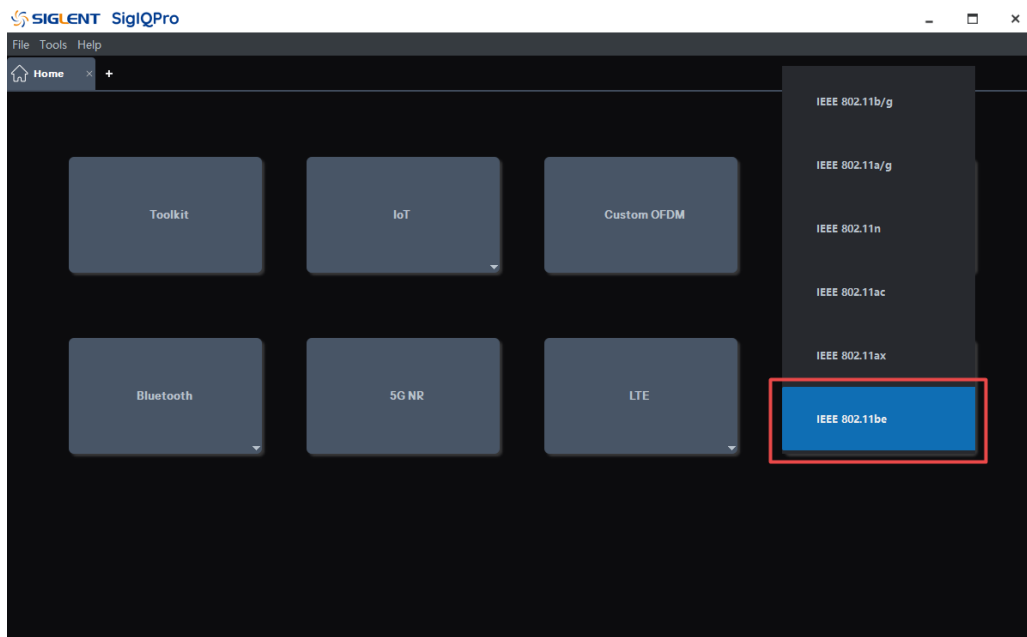 SIGLENT SigIQPro
File Tools Help
Home × +
IEEE 802.11b/g
IEEE 802.11a/g
Toolkit
IoT
Custom OFDM
IEEE 802.11n
IEEE 802.11ac
IEEE 802.11ax
Bluetooth
5G NR
LTE
IEEE 802.11be